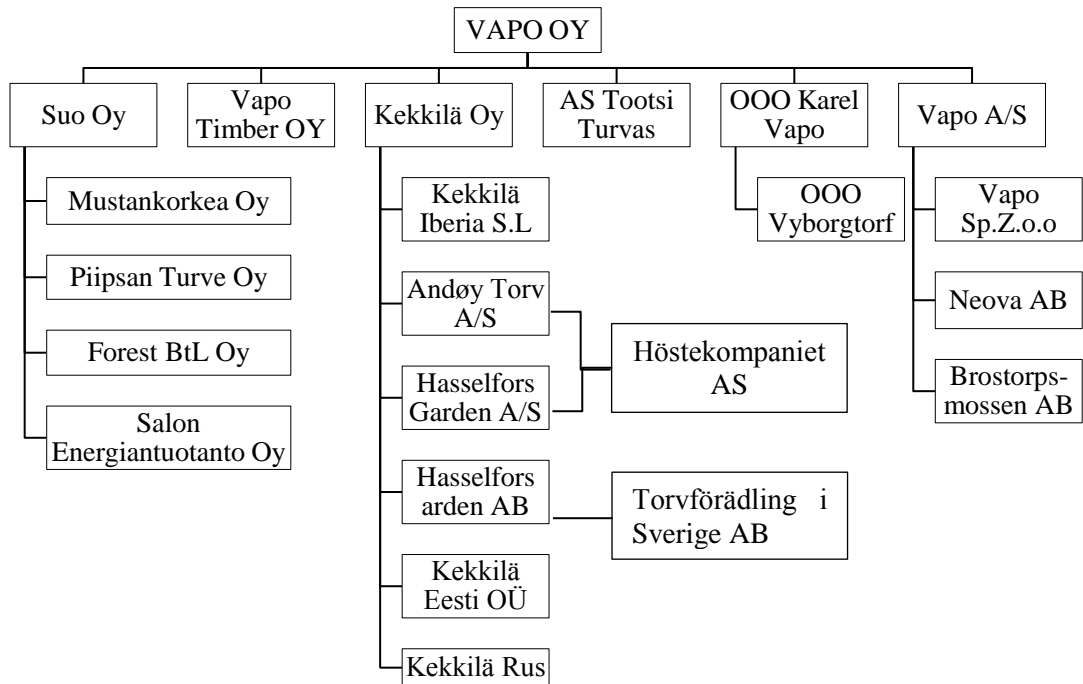 VAPO OY
Suo Oy
Vapo
Timber OY
Kekkilä Oy
AS Tootsi
Turvas
OOO Karel
Vapo
Vapo A/S
Mustankorkea Oy
Piipsan Turve Oy
Forest BtL Oy
Salon
Energiantuotanto Oy
Kekkilä
Iberia S.L
Andøy Torv
A/S
Hasselfors
Garden A/S
Hasselfors
arden AB
Kekkilä
Eesti OÜ
Kekkilä Rus
Höstekompaniet
AS
Torvförädling i
Sverige AB
OOO
Vyborgtorf
Vapo
Sp.Z.o.o
Neova AB
Brostorps-
mossen AB